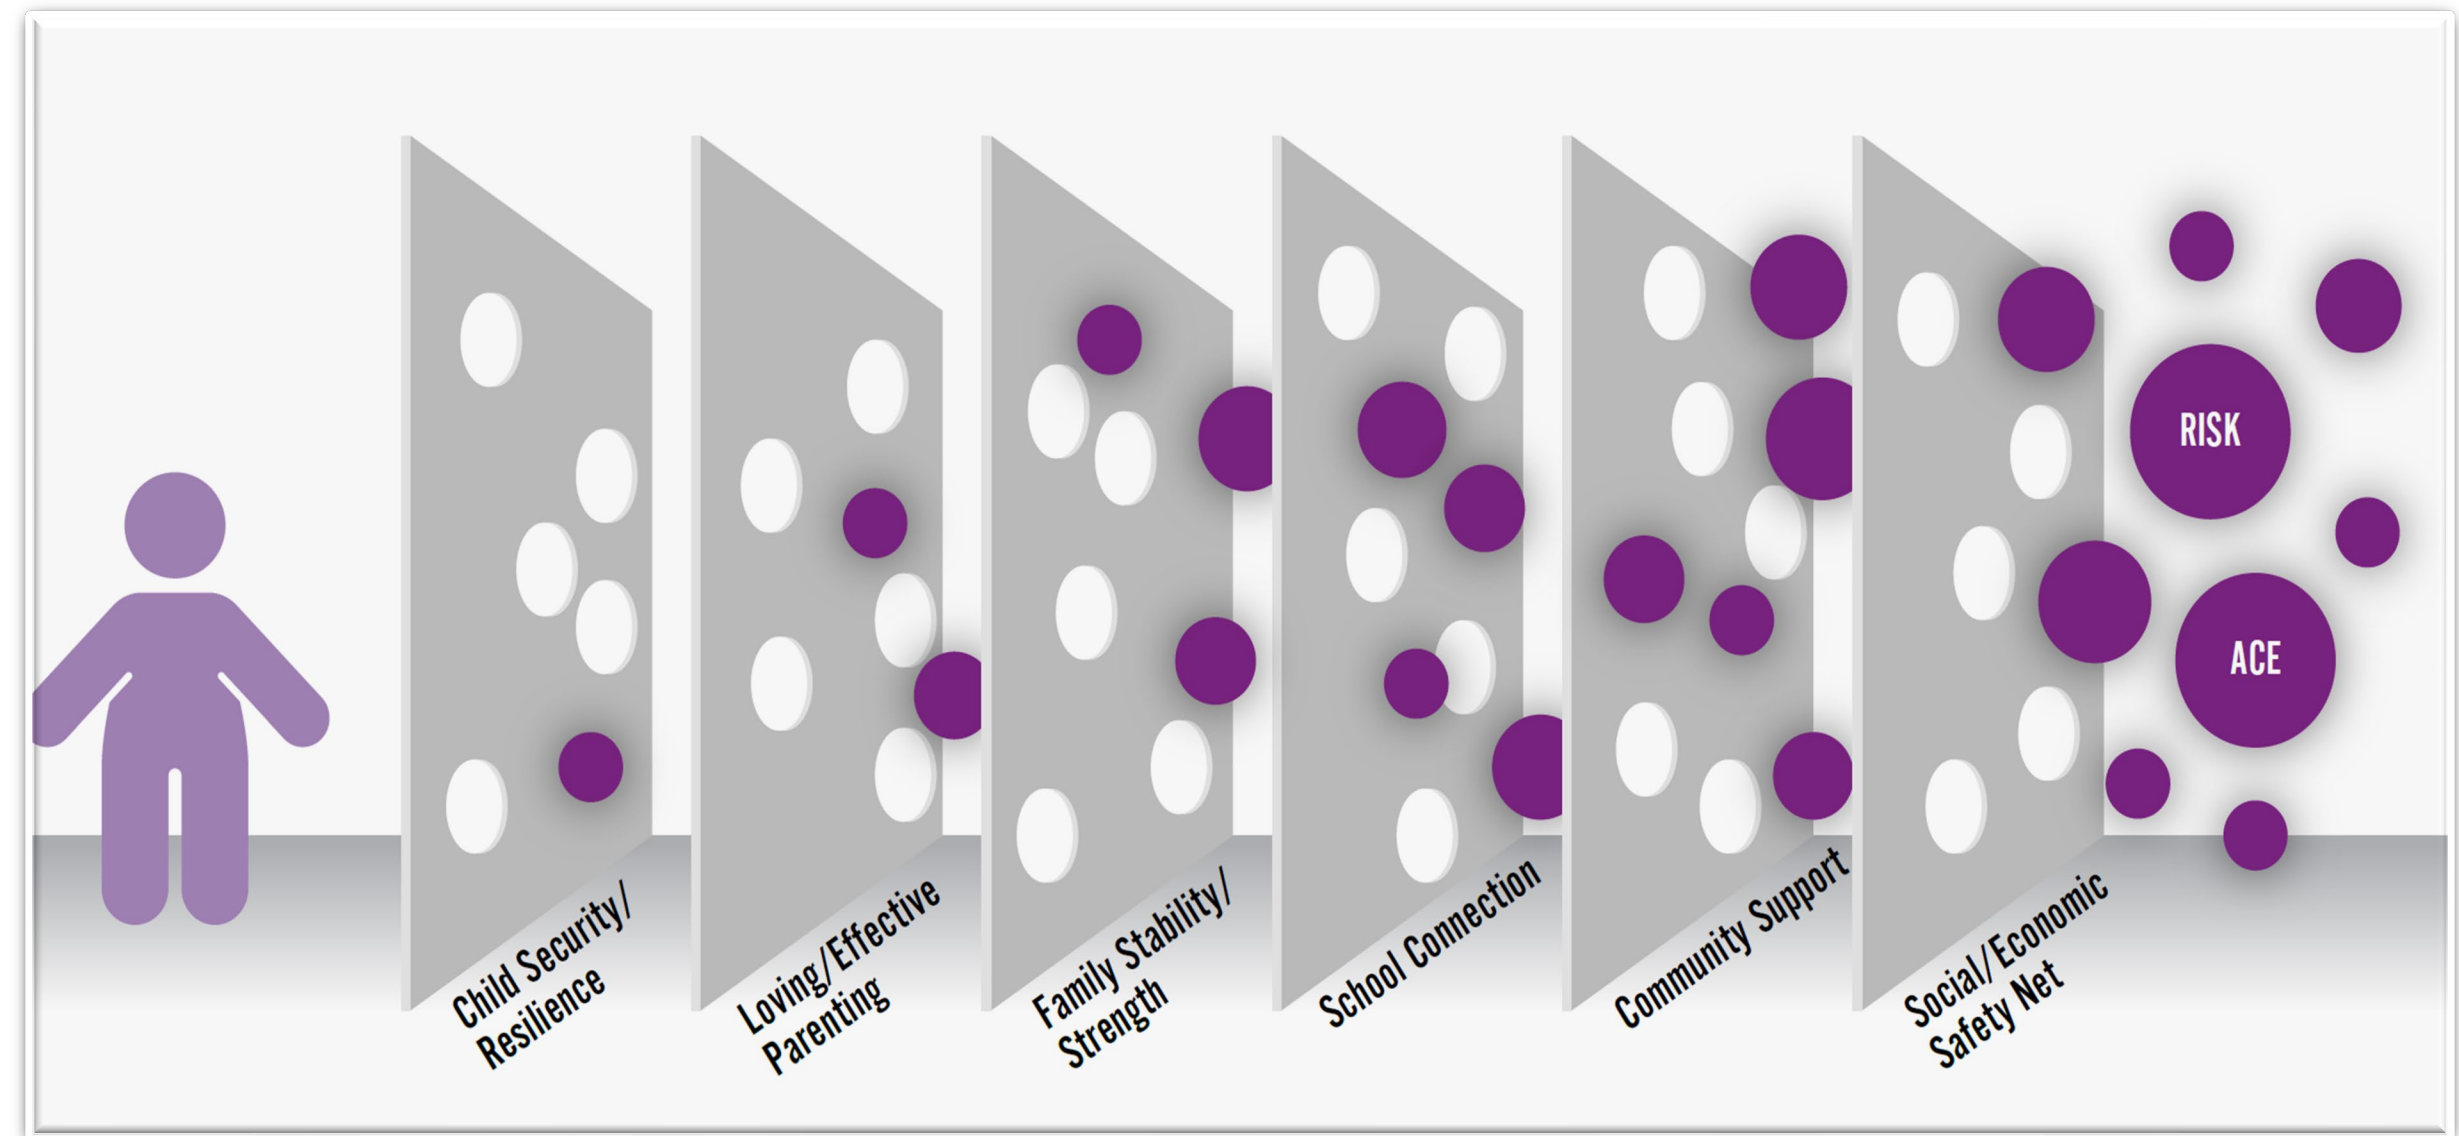 RISK
ACE
Child Security/
Resilience
Loving/Effective
Parenting
Family Stability/
Strength
School Connection
Community Support
Social/Economic
Safety Net